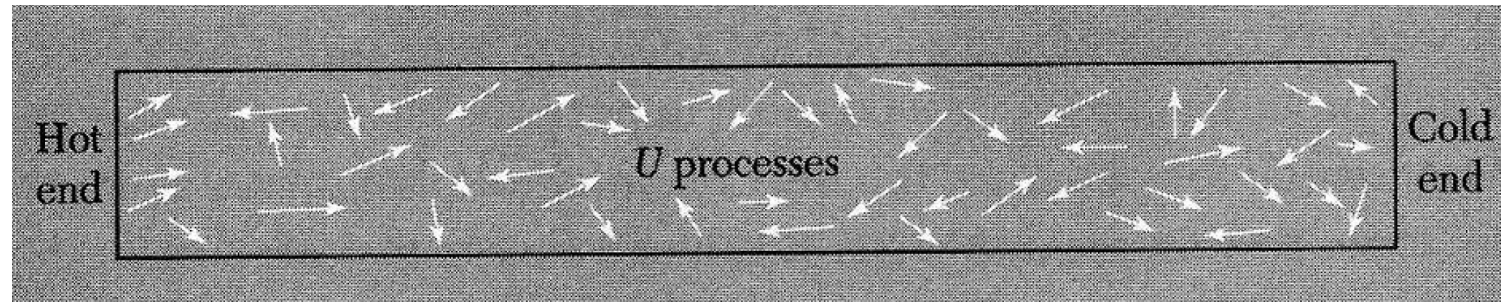 Hot
end
U processes
Cold
end